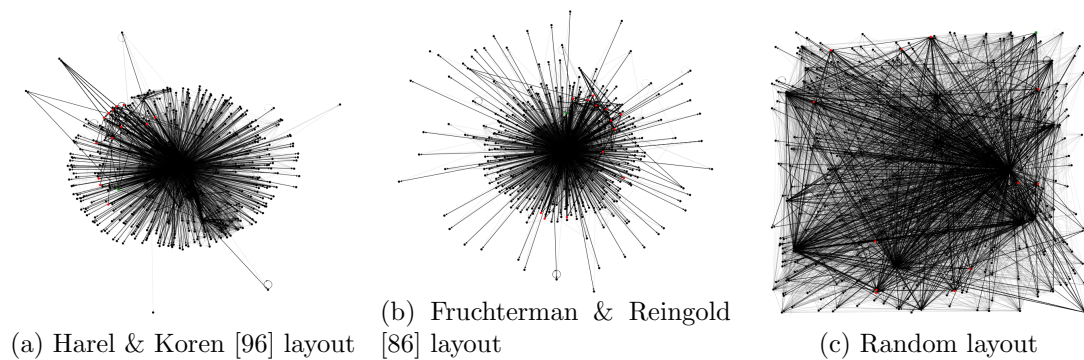 (a) Harel & Koren [96] layout
(b) Fruchterman & Reingold
[86] layout
(c) Random layout